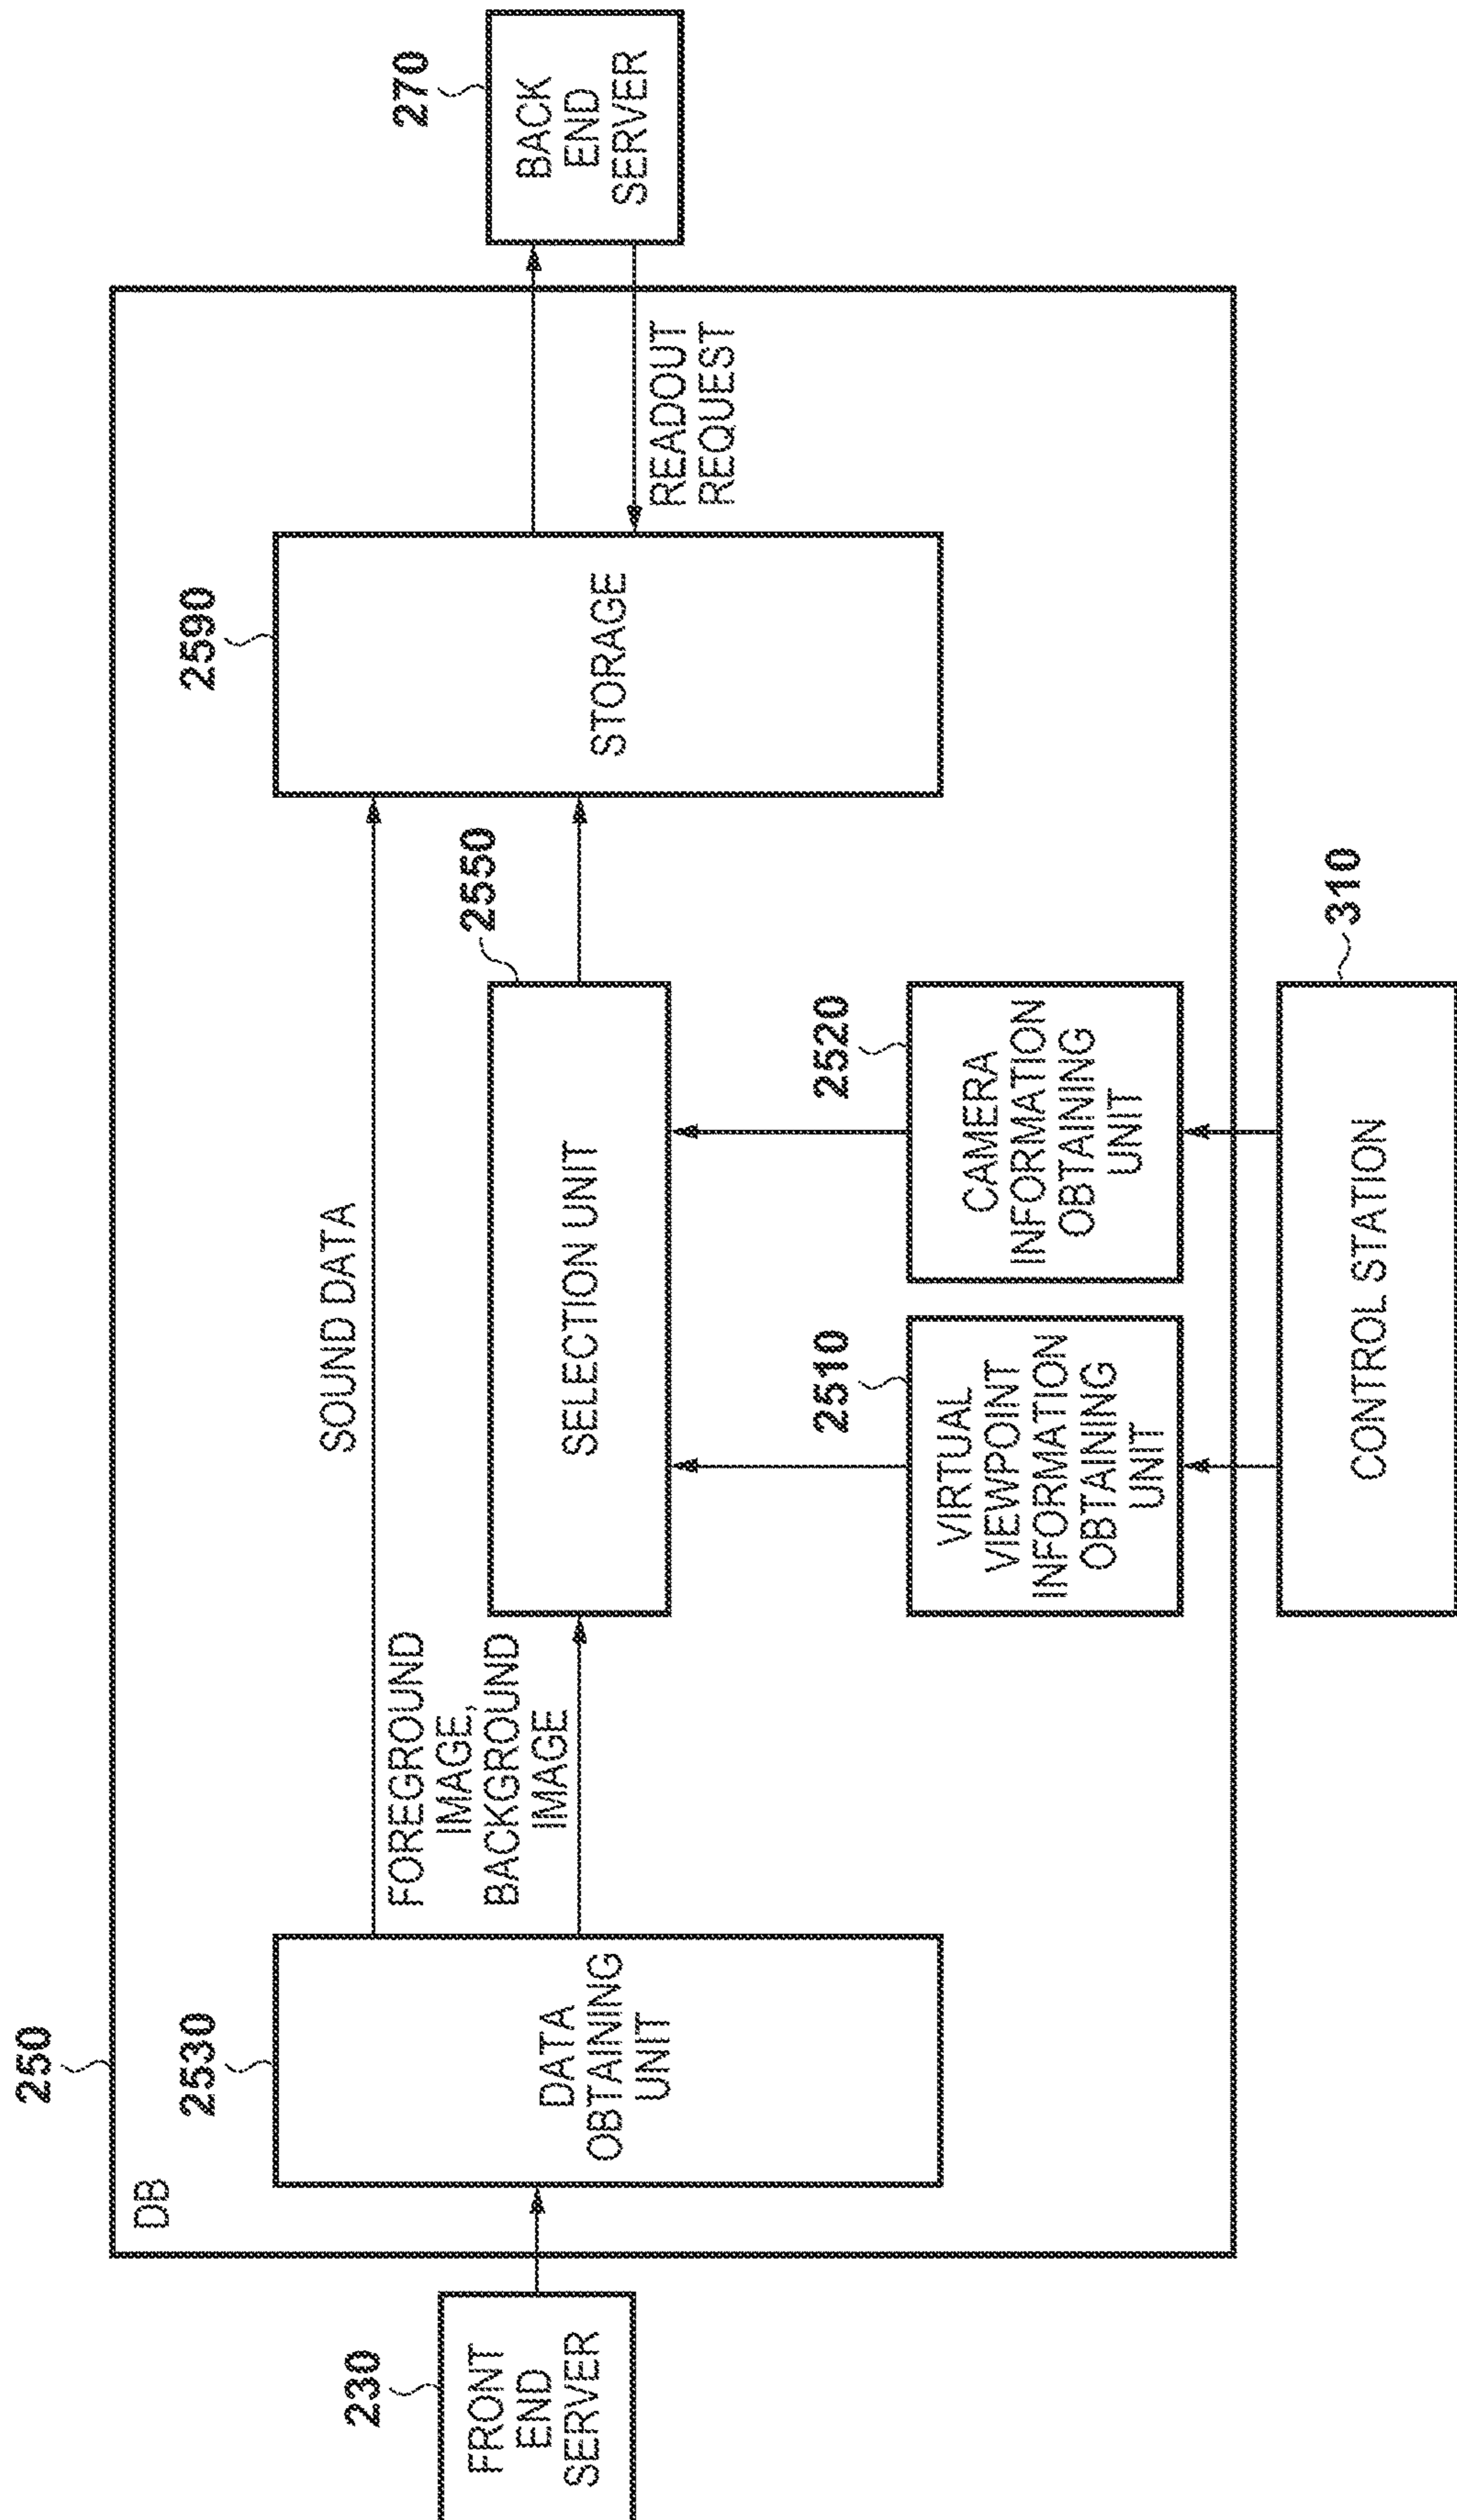 250
DB
230
FRONT
END
SERVER
2530
DATA
OBTAINING
UNIT
SOUND DATA
FOREGROUND
IMAGE,
BACKGROUND
IMAGE
2550
SELECTION UNIT
2510
VIRTUAL
VIEWPOINT
INFORMATION
OBTAINING
UNIT
2520
CAMERA
INFORMATION
OBTAINING
UNIT
310
CONTROL STATION
2590
STORAGE
READOUT
REQUEST
270
BACK
END
SERVER